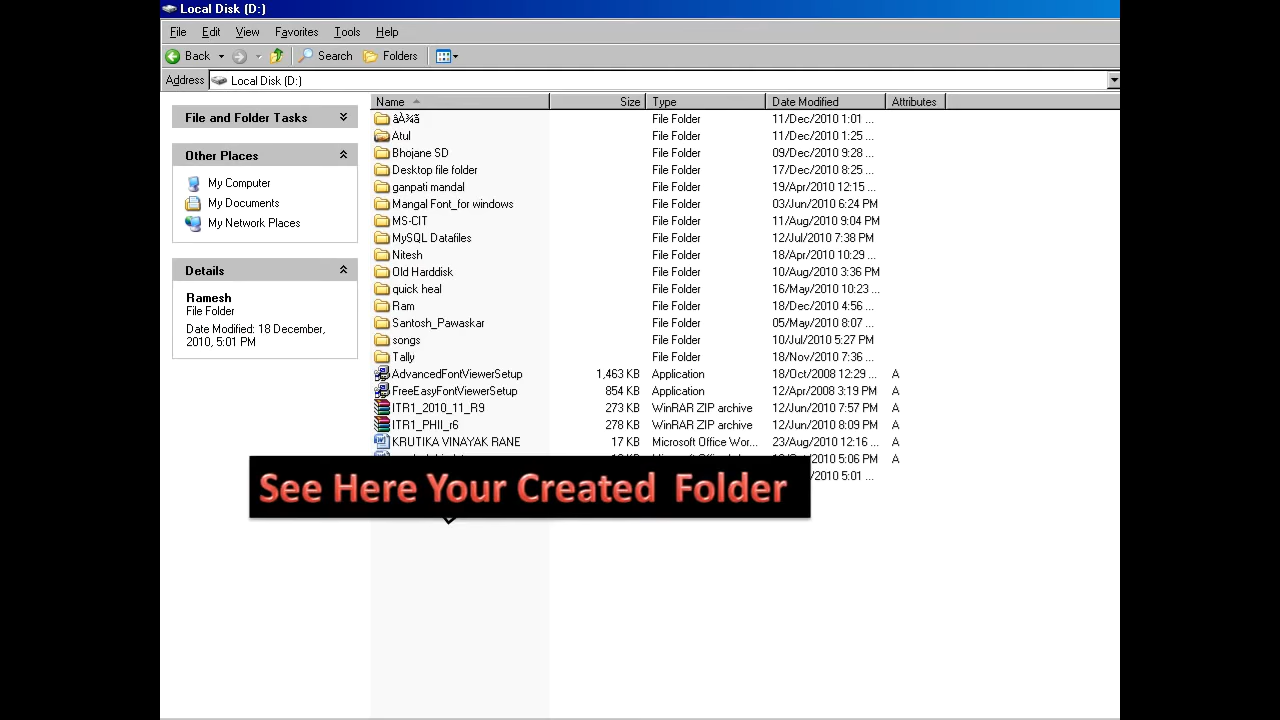 Local Disk (D:)
File Edit View Favorites Tools Help
Back Search Folders
Address Local Disk (D:)
File and Folder Tasks
Other Places
My Computer
My Documents
My Network Places
Details
Ramesh
File Folder
Date Modified: 18 December,
2010, 5:01 PM
Name Size Type Date Modified Attributes
âÀ¾ã File Folder 11/Dec/2010 1:01 ...
Atul File Folder 11/Dec/2010 1:25 ...
Bhojane SD File Folder 09/Dec/2010 9:28 ...
Desktop file folder File Folder 17/Dec/2010 8:25 ...
ganpati mandal File Folder 19/Apr/2010 12:15 ...
Mangal Font_for windows File Folder 03/Jun/2010 6:24 PM
MS-CIT File Folder 11/Aug/2010 9:04 PM
MySQL Datafiles File Folder 12/Jul/2010 7:38 PM
Nitesh File Folder 18/Apr/2010 10:29 ...
Old Harddisk File Folder 10/Aug/2010 3:36 PM
quick heal File Folder 16/May/2010 10:23 ...
Ram File Folder 18/Dec/2010 4:56 ...
Santosh_Pawaskar File Folder 05/May/2010 8:07 ...
songs File Folder 10/Jul/2010 5:27 PM
Tally File Folder 18/Nov/2010 7:36 ...
AdvancedFontViewerSetup 1,463 KB Application 18/Oct/2008 12:29 ... A
FreeEasyFontViewerSetup 854 KB Application 12/Apr/2008 3:19 PM A
ITR1_2010_11_R9 273 KB WinRAR ZIP archive 12/Jun/2010 7:57 PM A
ITR1_PHII_r6 278 KB WinRAR ZIP archive 12/Jun/2010 8:09 PM A
KRUTIKA VINAYAK RANE 17 KB Microsoft Office Wor... 23/Aug/2010 12:16 ... A
/2010 5:06 PM A
/2010 5:01 ...
See Here Your Created Folder